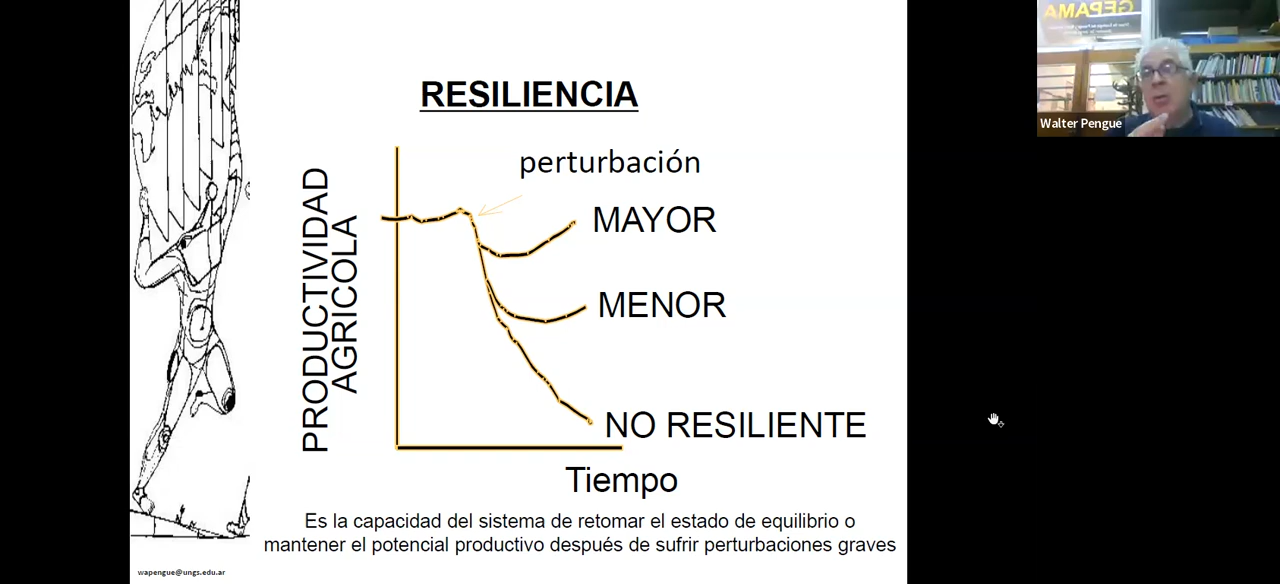 RESILIENCIA
perturbación
PRODUCTIVIDAD
AGRICOLA
MAYOR
MENOR
NO RESILIENTE
Tiempo
Es la capacidad del sistema de retomar el estado de equilibrio o
mantener el potencial productivo después de sufrir perturbaciones graves
wapengue@ungs.edu.ar
GEPAMA
Walter Pengue